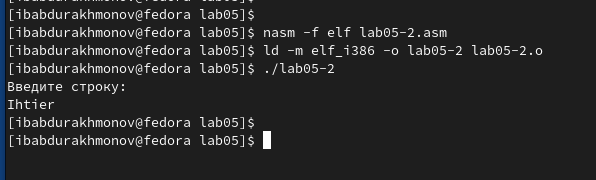 [ibabdurakhmonov@fedora lab05]$
[ibabdurakhmonov@fedora lab05]$ nasm -f elf lab05-2.asm
[ibabdurakhmonov@fedora lab05]$ ld -m elf_i386 -o lab05-2 lab05-2.o
[ibabdurakhmonov@fedora lab05]$ ./lab05-2
Введите строку:
Ihtier
[ibabdurakhmonov@fedora lab05]$
[ibabdurakhmonov@fedora lab05]$